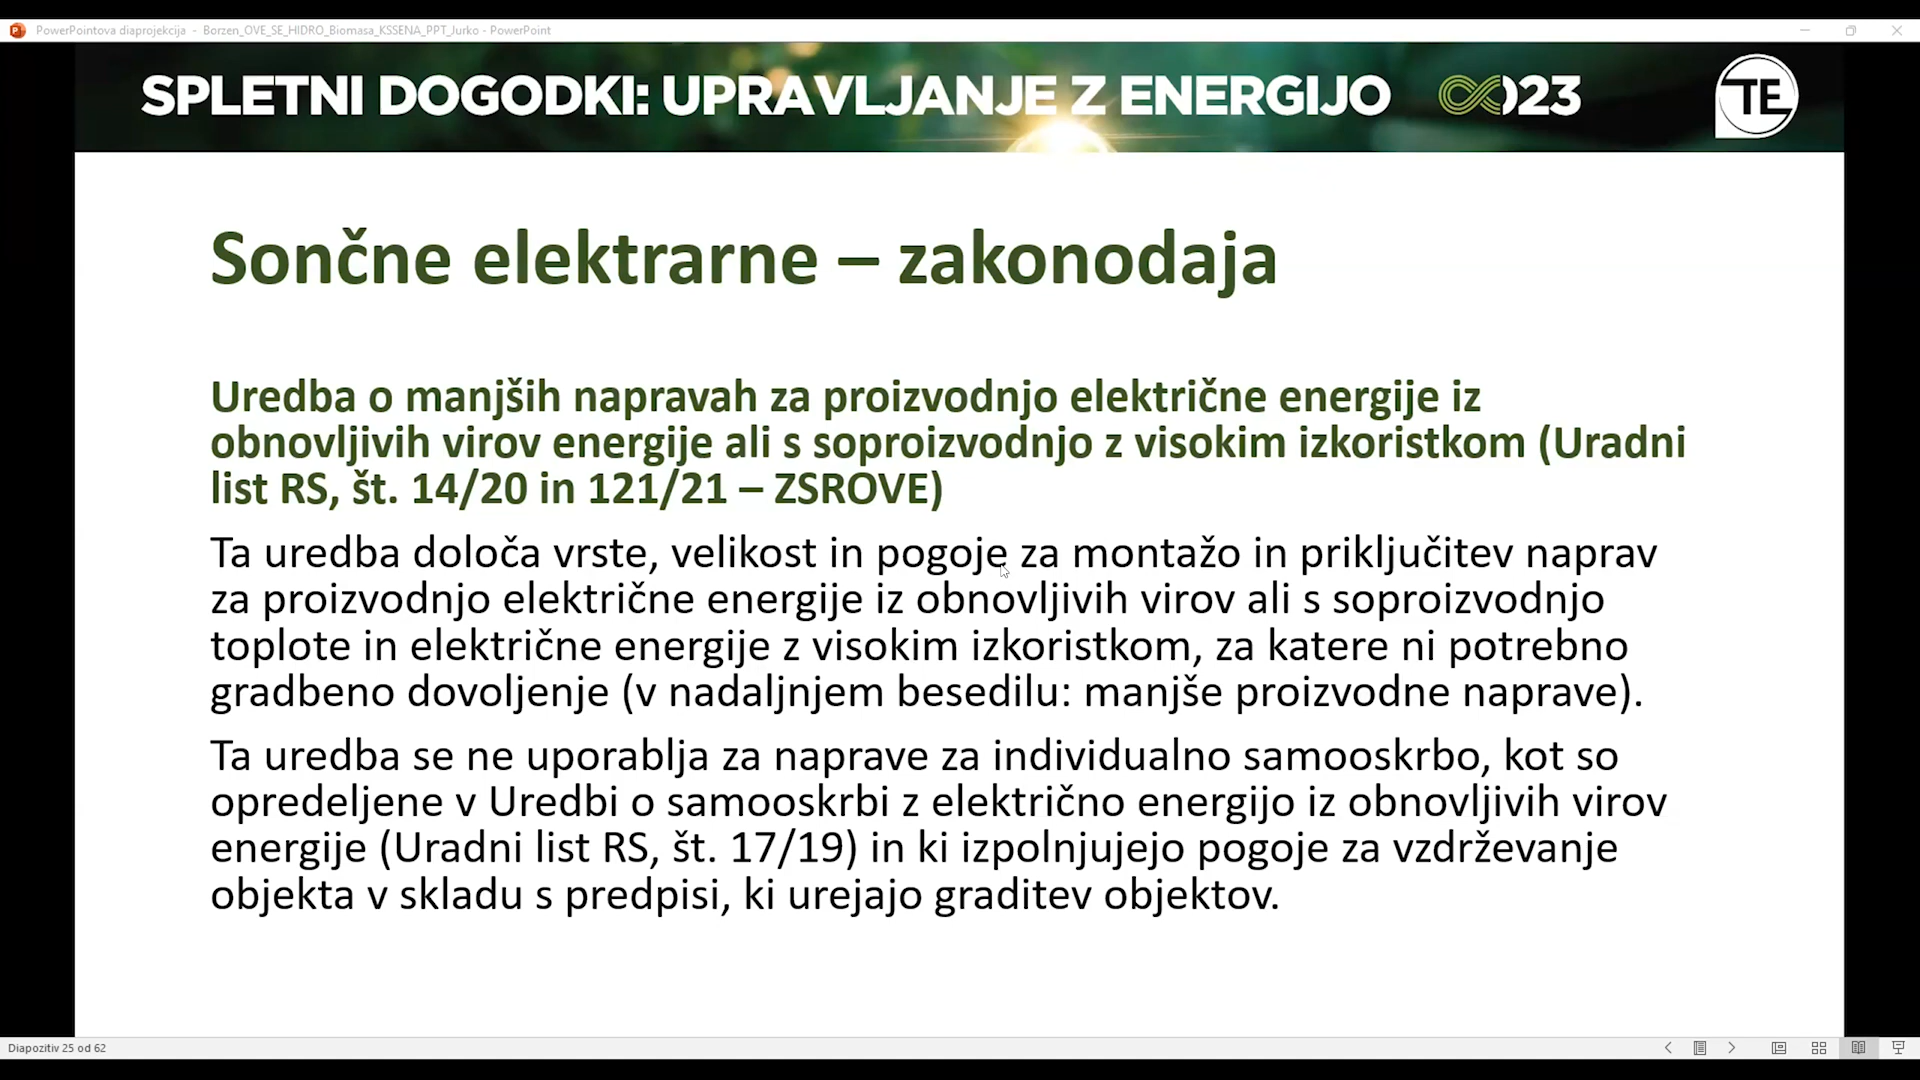 PowerPointova diaprojekcija - Borzen_OVE_SE_HIDRO_Biomasa_KSSENA_PPT_Jurko - PowerPoint
SPLETNI DOGODKI: UPRAVLJANJE Z ENERGIJO 23
TE
Sončne elektrarne – zakonodaja
Uredba o manjših napravah za proizvodnjo električne energije iz
obnovljivih virov energije ali s soproizvodnjo z visokim izkoristkom (Uradni
list RS, št. 14/20 in 121/21 – ZSROVE)
Ta uredba določa vrste, velikost in pogoje za montažo in priključitev naprav
za proizvodnjo električne energije iz obnovljivih virov ali s soproizvodnjo
toplote in električne energije z visokim izkoristkom, za katere ni potrebno
gradbeno dovoljenje (v nadaljnjem besedilu: manjše proizvodne naprave).
Ta uredba se ne uporablja za naprave za individualno samooskrbo, kot so
opredeljene v Uredbi o samooskrbi z električno energijo iz obnovljivih virov
energije (Uradni list RS, št. 17/19) in ki izpolnjujejo pogoje za vzdrževanje
objekta v skladu s predpisi, ki urejajo graditev objektov.
Diapozitiv 25 od 62